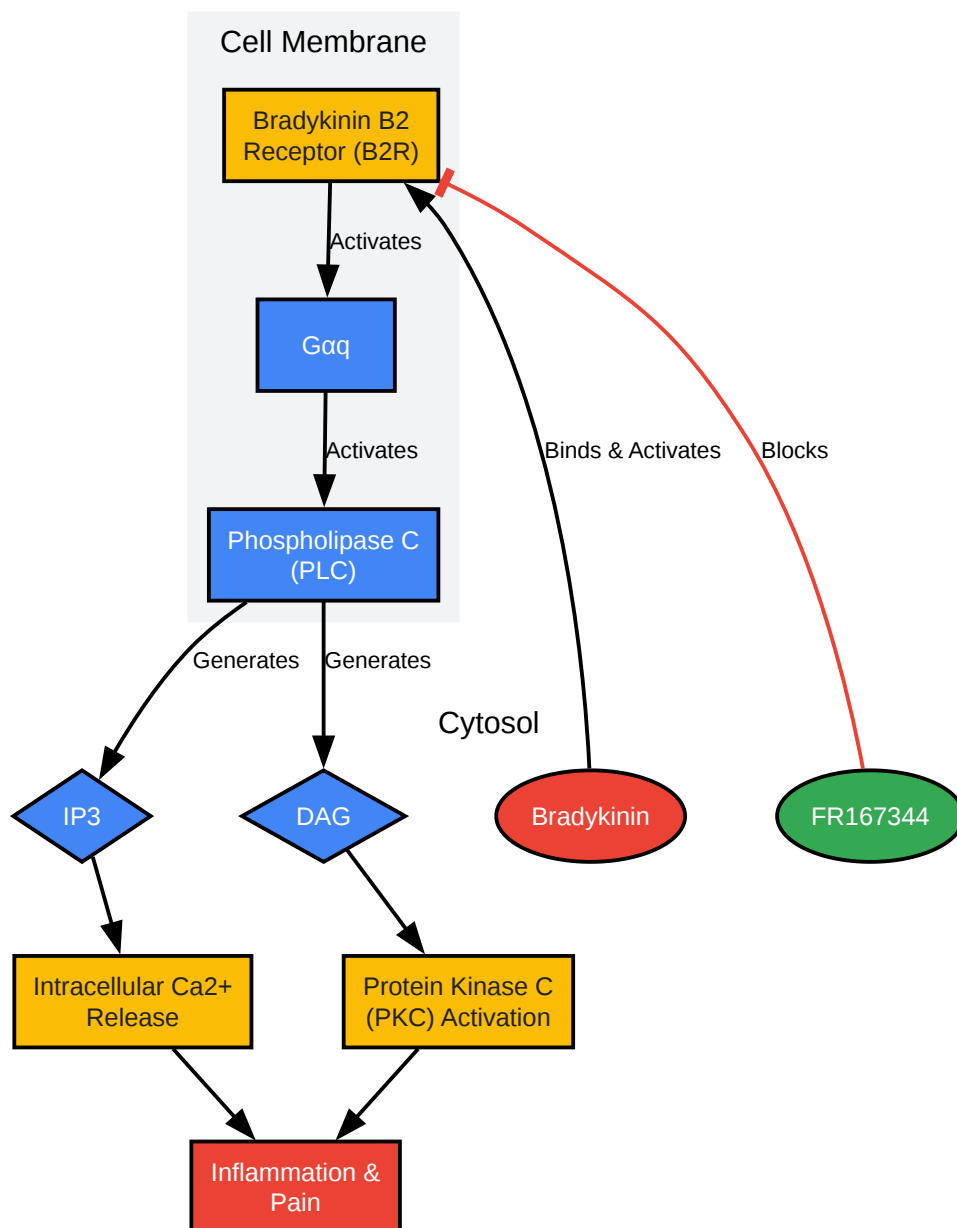 Cell Membrane
Bradykinin B2
Receptor (B2R)
Activates
Gαq
Activates
Binds & Activates
Blocks
Phospholipase C
(PLC)
Generates
Generates
Cytosol
IP3
DAG
Bradykinin
FR167344
Intracellular Ca2+
Release
Protein Kinase C
(PKC) Activation
Inflammation &
Pain